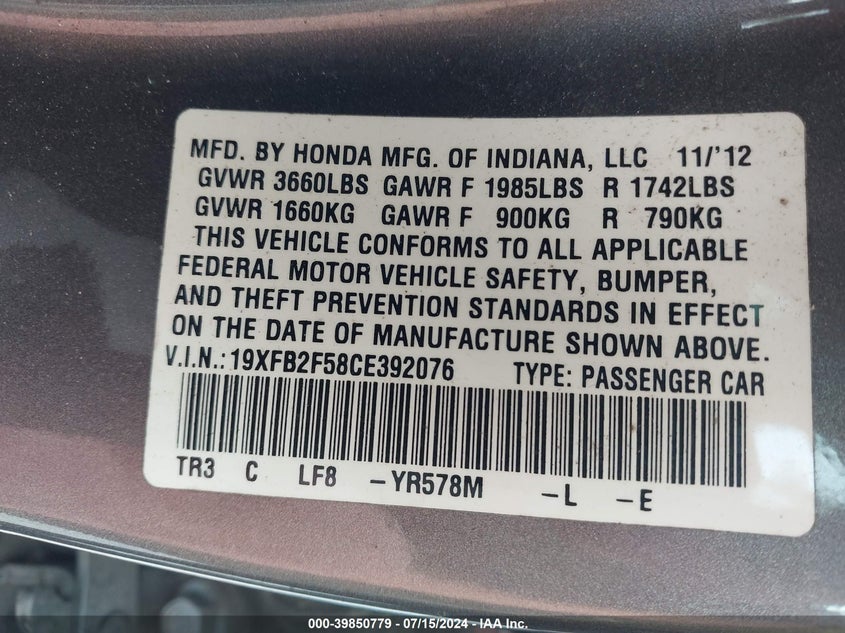 MFD. BY HONDA MFG. OF INDIANA, LLC 11/'12
GVWR 3660LBS GAWR F 1985LBS R 1742LBS
GVWR 1660KG GAWR F 900KG R 790KG
THIS VEHICLE CONFORMS TO ALL APPLICABLE
FEDERAL MOTOR VEHICLE SAFETY, BUMPER,
AND THEFT PREVENTION STANDARDS IN EFFECT
ON THE DATE OF MANUFACTURE SHOWN ABOVE.
V.I.N.: 19XFB2F58CE392076 TYPE: PASSENGER CAR
TR3 C LF8 -YR578M -L -E
000-39850779 - 07/15/2024 - IAA Inc.